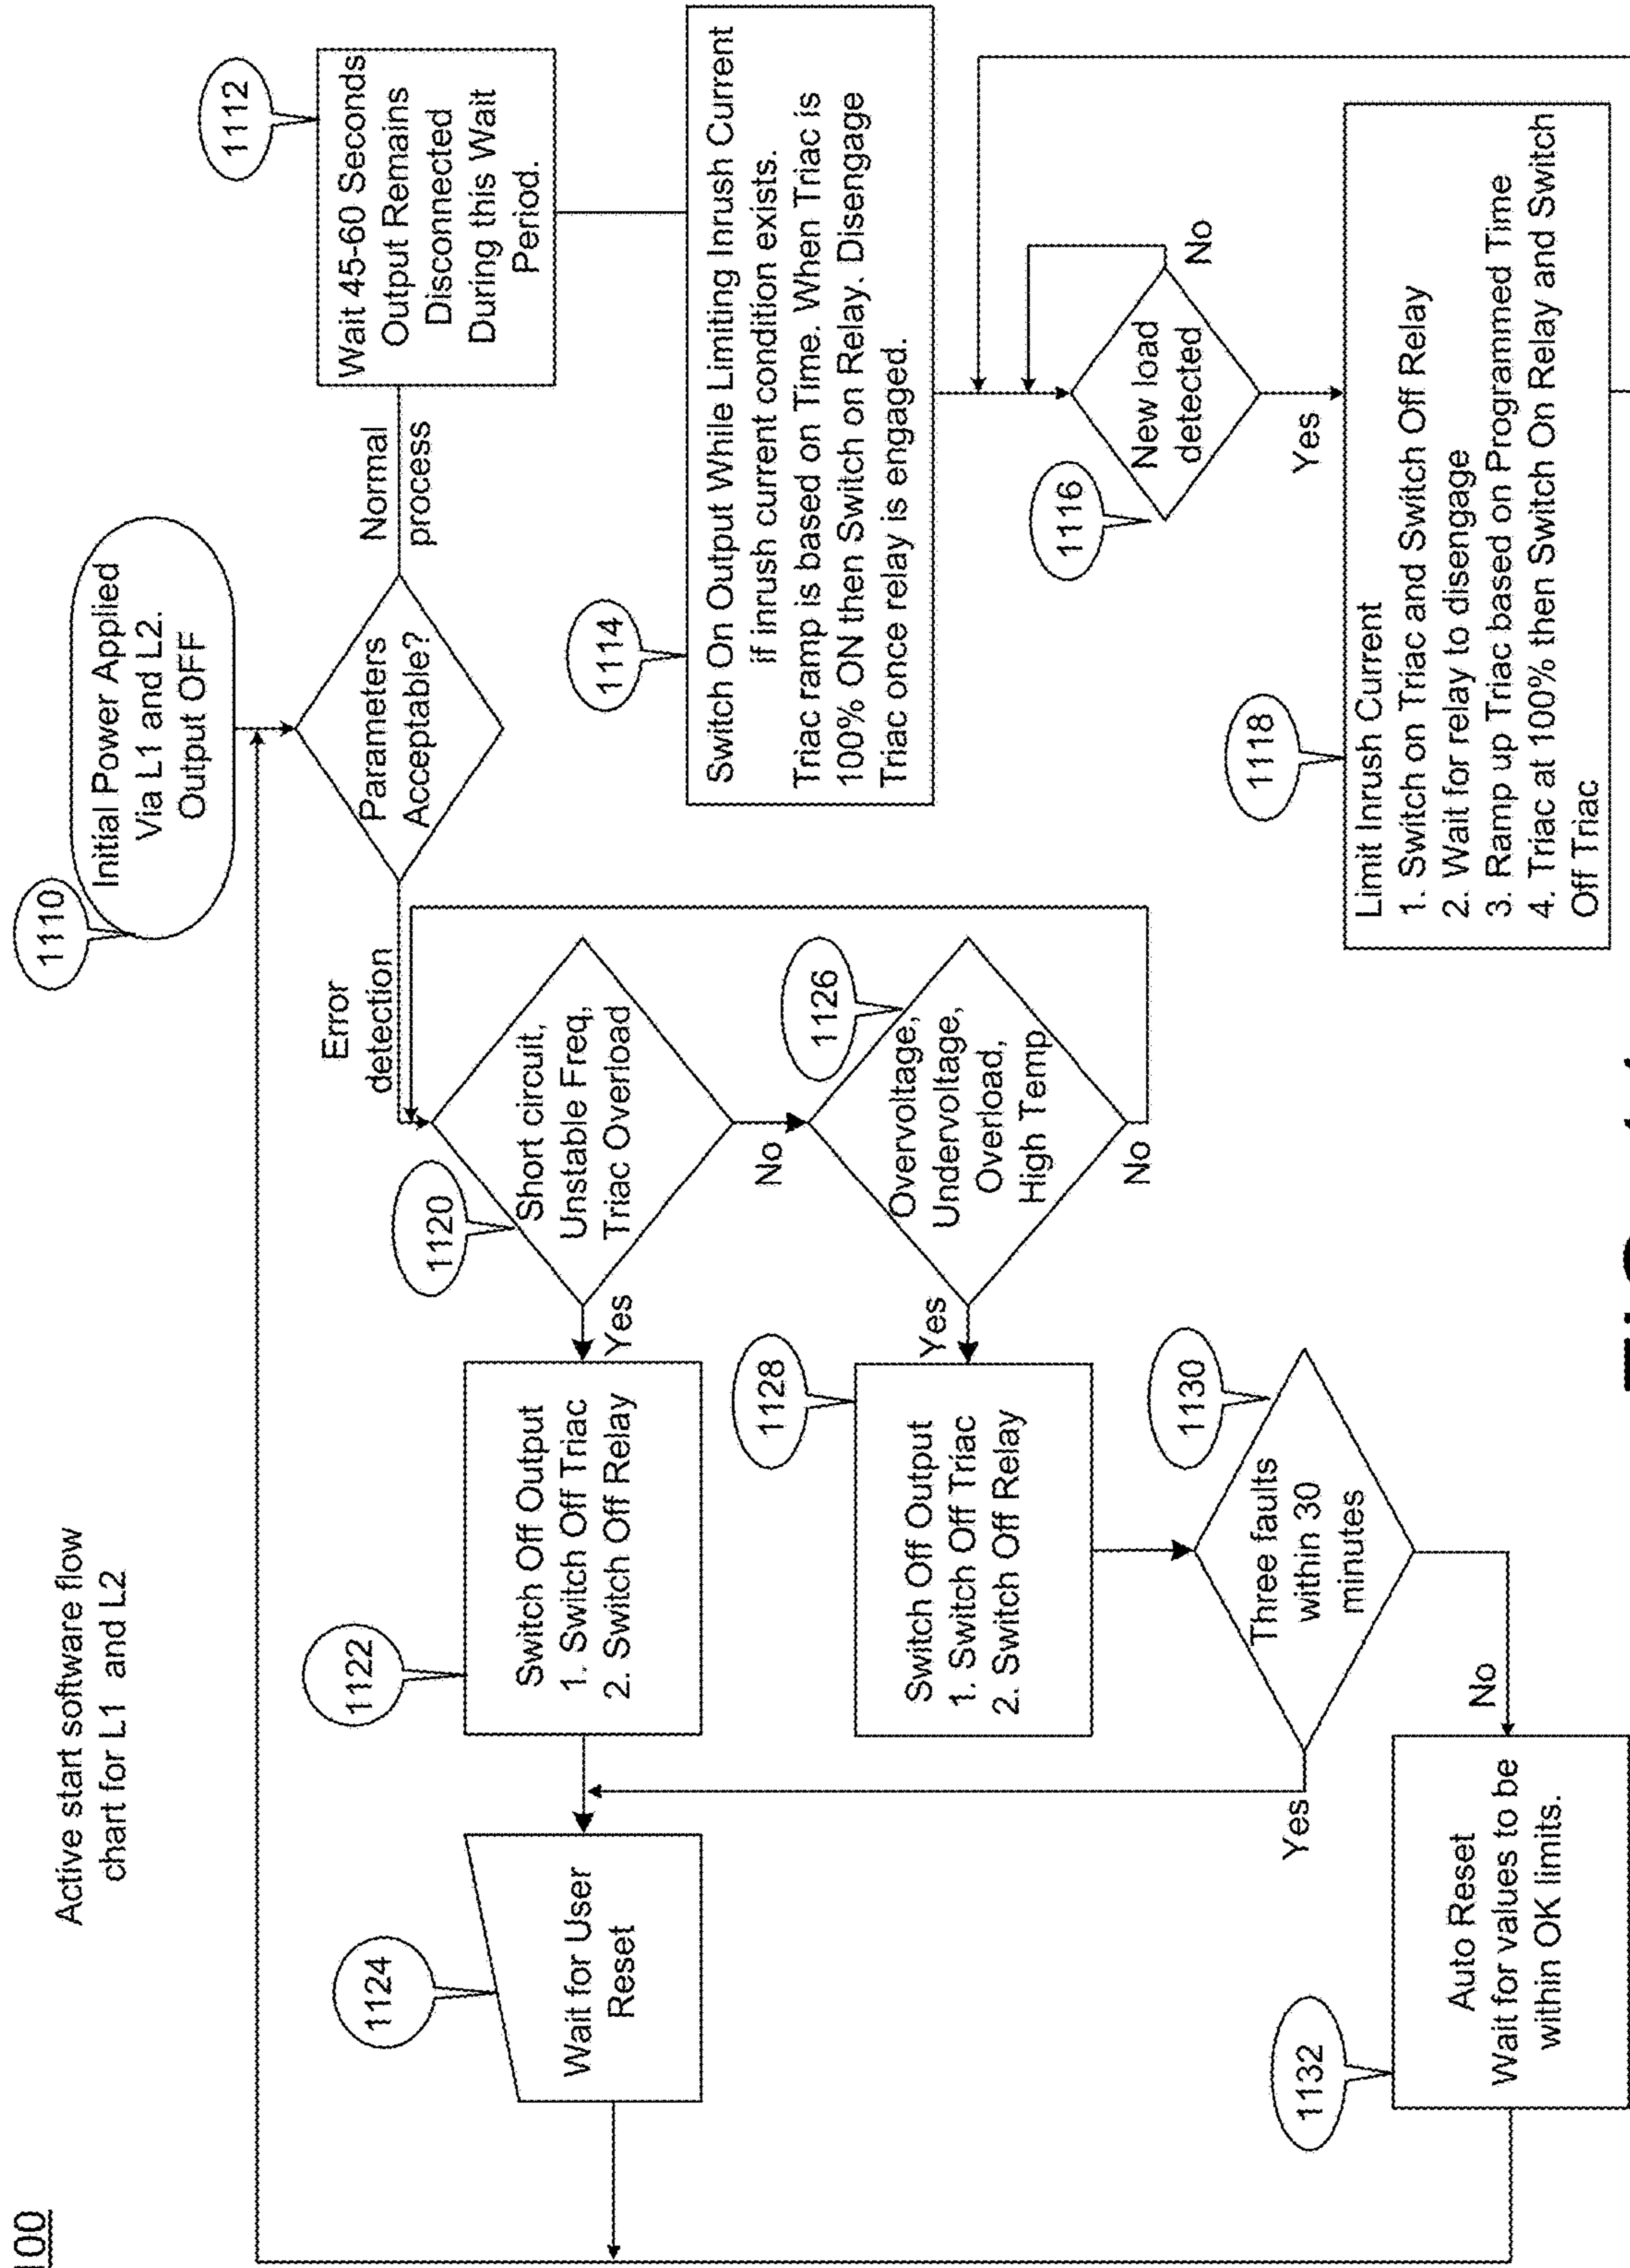 100
Active start software flow
chart for L1 and L2
1110
Initial Power Applied
Via L1 and L2.
Output OFF
Parameters
Acceptable?
Normal
process
1112
Wait 45-60 Seconds
Output Remains
Disconnected
During this Wait
Period.
1114
Switch On Output While Limiting Inrush Current
if inrush current condition exists.
Triac ramp is based on Time. When Triac is
100% ON then Switch on Relay. Disengage
Triac once relay is engaged.
1116
New load
detected
No
Yes
1118
Limit Inrush Current
1. Switch on Triac and Switch Off Relay
2. Wait for relay to disengage
3. Ramp up Triac based on Programmed Time
4. Triac at 100% then Switch On Relay and Switch
Off Triac
Error
detection
1120
Short circuit,
Unstable Freq,
Triac Overload
Yes
No
1122
Switch Off Output
1. Switch Off Triac
2. Switch Off Relay
1124
Wait for User
Reset
1126
Overvoltage,
Undervoltage,
Overload,
High Temp
Yes
No
1128
Switch Off Output
1. Switch Off Triac
2. Switch Off Relay
1130
Three faults
within 30
minutes
Yes
No
1132
Auto Reset
Wait for values to be
within OK limits.